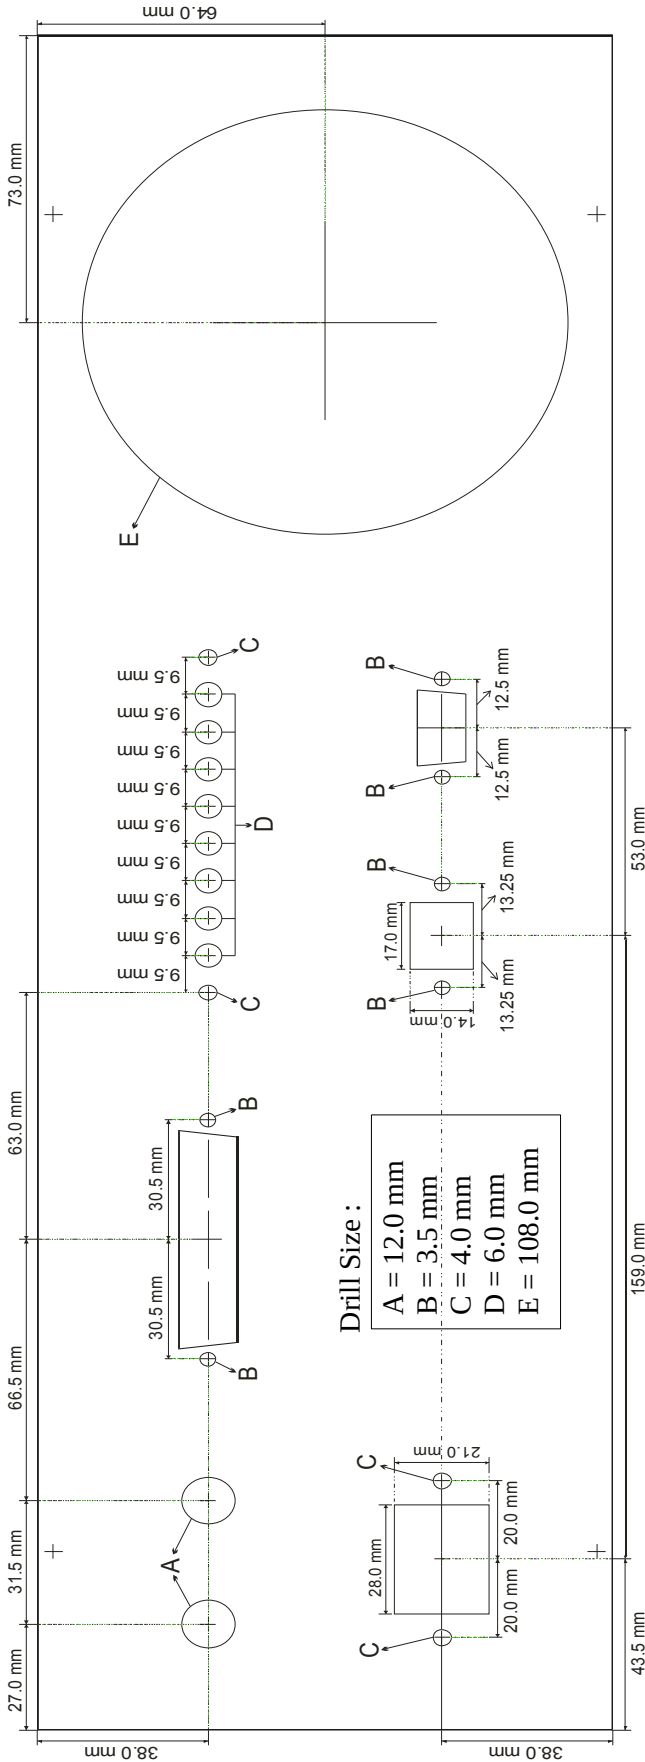 27.0 mm
31.5 mm
66.5 mm
63.0 mm
73.0 mm
38.0 mm
64.0 mm
A
30.5 mm
30.5 mm
B
B
9.5 mm
9.5 mm
9.5 mm
9.5 mm
9.5 mm
9.5 mm
9.5 mm
9.5 mm
9.5 mm
C
D
C
E
Drill Size :
A = 12.0 mm
B = 3.5 mm
C = 4.0 mm
D = 6.0 mm
E = 108.0 mm
C
C
28.0 mm
21.0 mm
20.0 mm
20.0 mm
B
B
17.0 mm
14.0 mm
13.25 mm
13.25 mm
B
B
12.5 mm
12.5 mm
38.0 mm
43.5 mm
159.0 mm
53.0 mm